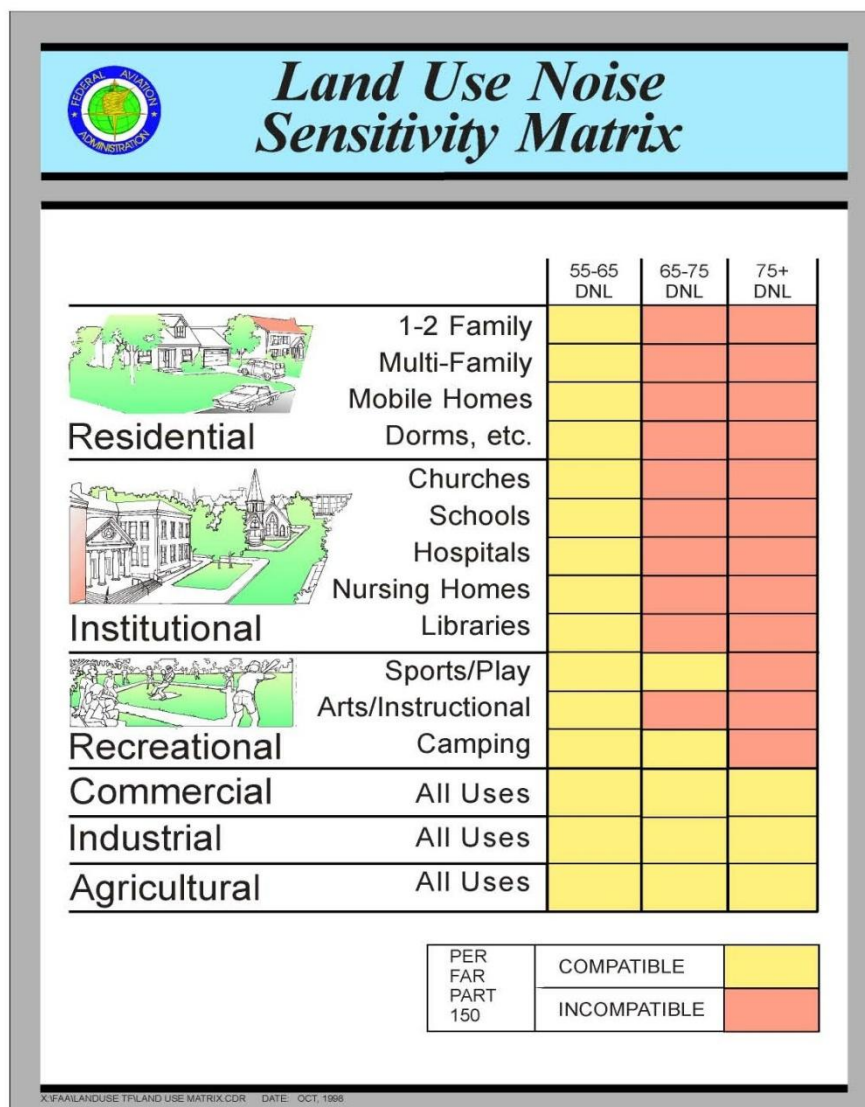 FEDERAL AVIATION
ADMINISTRATION
Land Use Noise
Sensitivity Matrix
55-65 65-75 75+
DNL DNL DNL
1-2 Family
Multi-Family
Mobile Homes
Residential Dorms, etc.
Churches
Schools
Hospitals
Nursing Homes
Institutional Libraries
Sports/Play
Arts/Instructional
Recreational Camping
Commercial All Uses
Industrial All Uses
Agricultural All Uses
PER
FAR
PART
150
COMPATIBLE
INCOMPATIBLE
X:\FAA\LANDUSE TF\LAND USE MATRIX.CDR DATE: OCT, 1998